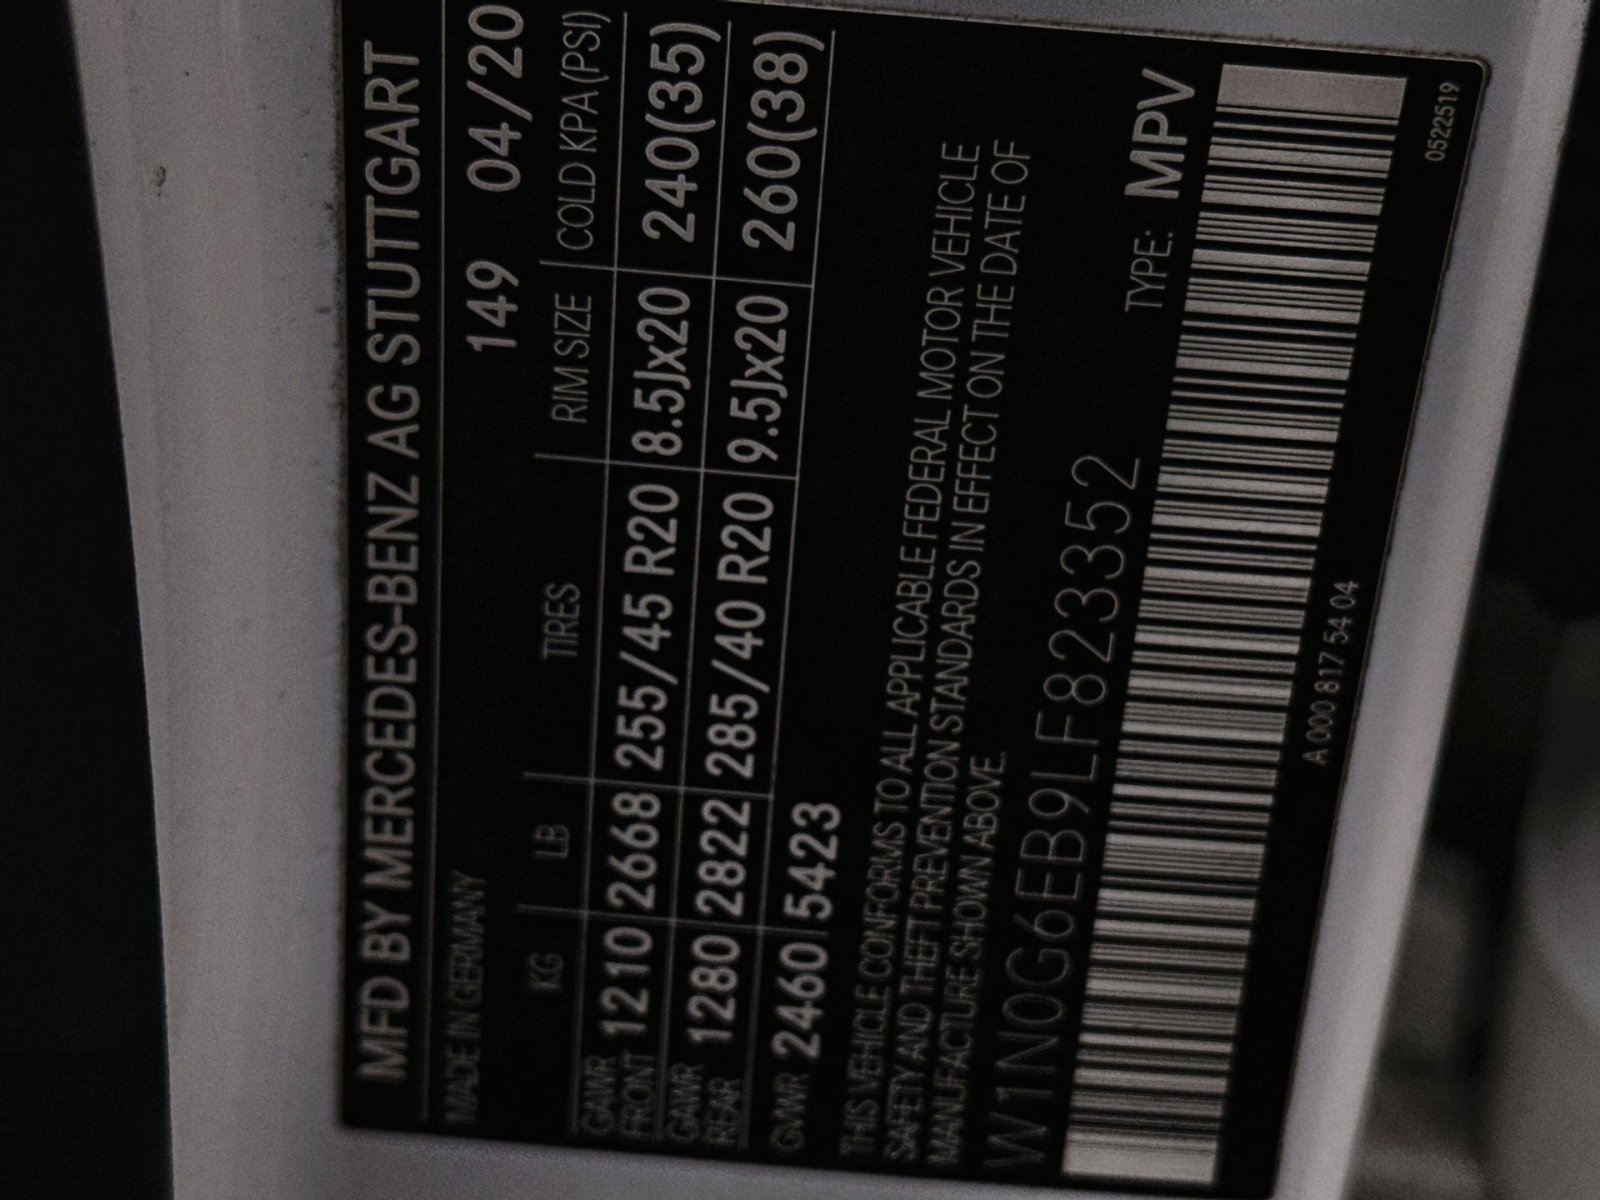 MFD BY MERCEDES-BENZ AG STUTTGART
MADE IN GERMANY 149 04/20
KG LB TIRES RIM SIZE COLD KPA(PSI)
GAWR FRONT 1210 2668 255/45 R20 8.5Jx20 240(35)
GAWR REAR 1280 2822 285/40 R20 9.5Jx20 260(38)
GVWR 2460 5423
THIS VEHICLE CONFORMS TO ALL APPLICABLE FEDERAL MOTOR VEHICLE
SAFETY AND THEFT PREVENTION STANDARDS IN EFFECT ON THE DATE OF
MANUFACTURE SHOWN ABOVE.
W1N0G6EB9LF823352 TYPE: MPV
A 000 817 54 04
0522519